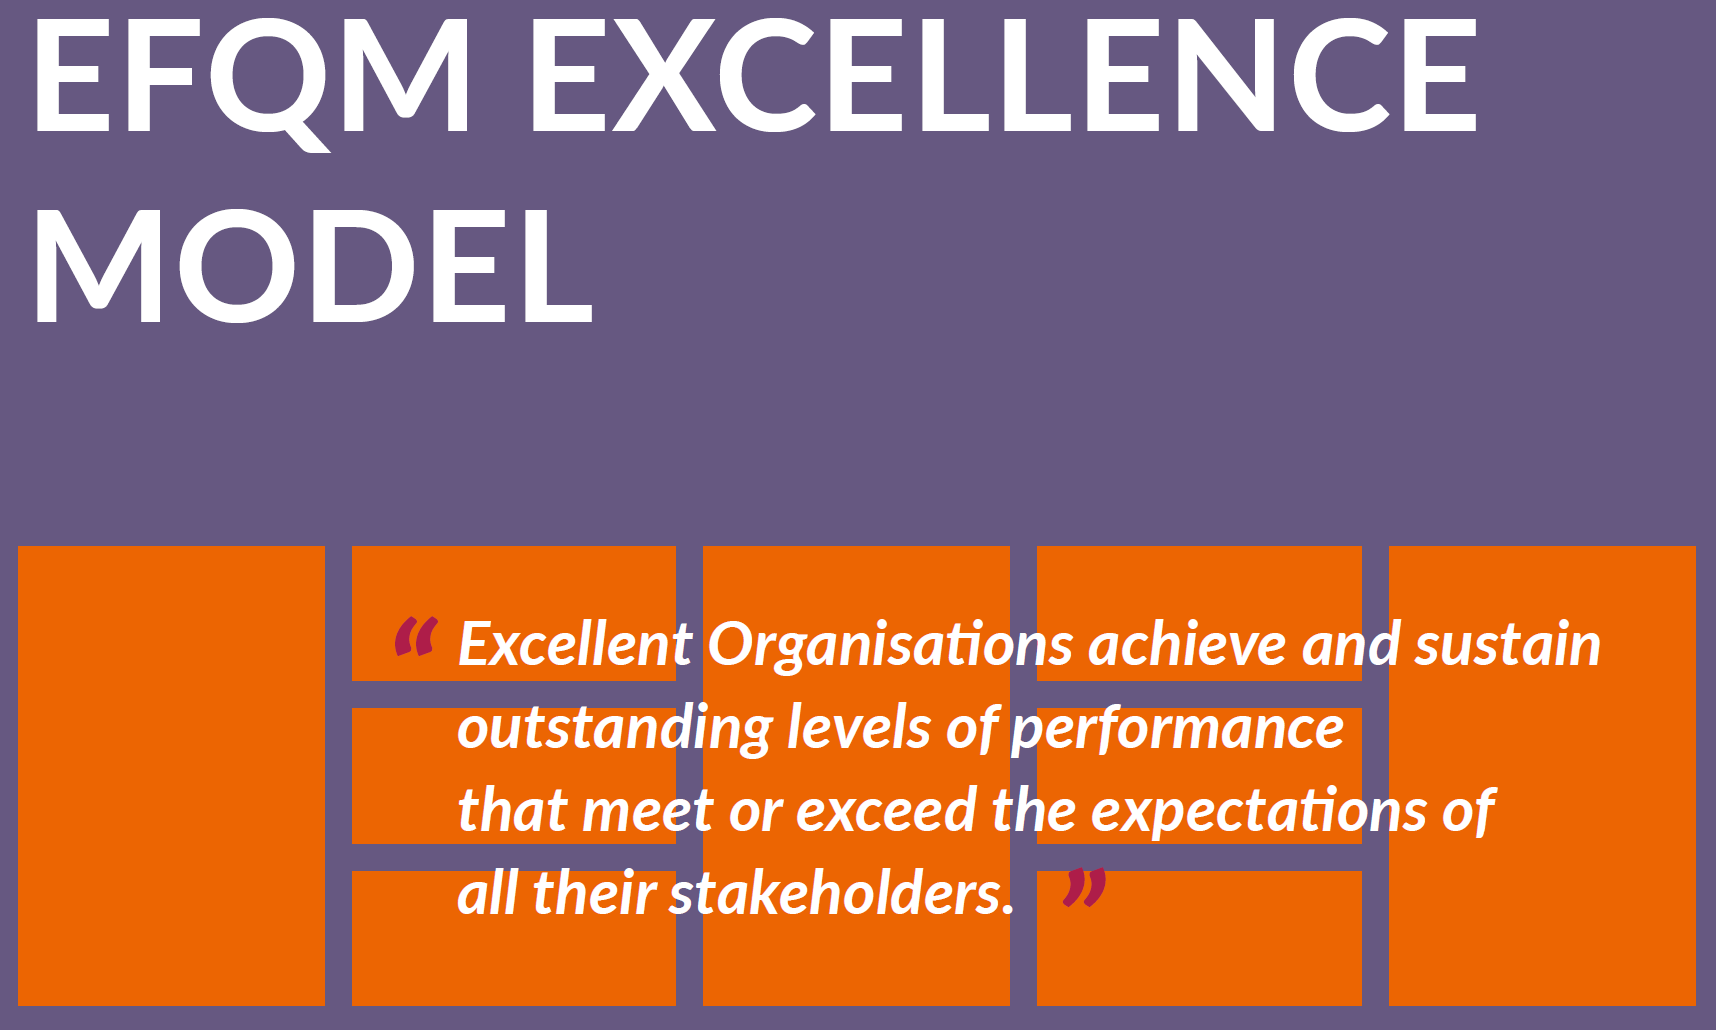 EFQM EXCELLENCE
MODEL
“ Excellent Organisations achieve and sustain
outstanding levels of performance
that meet or exceed the expectations of
all their stakeholders. ”